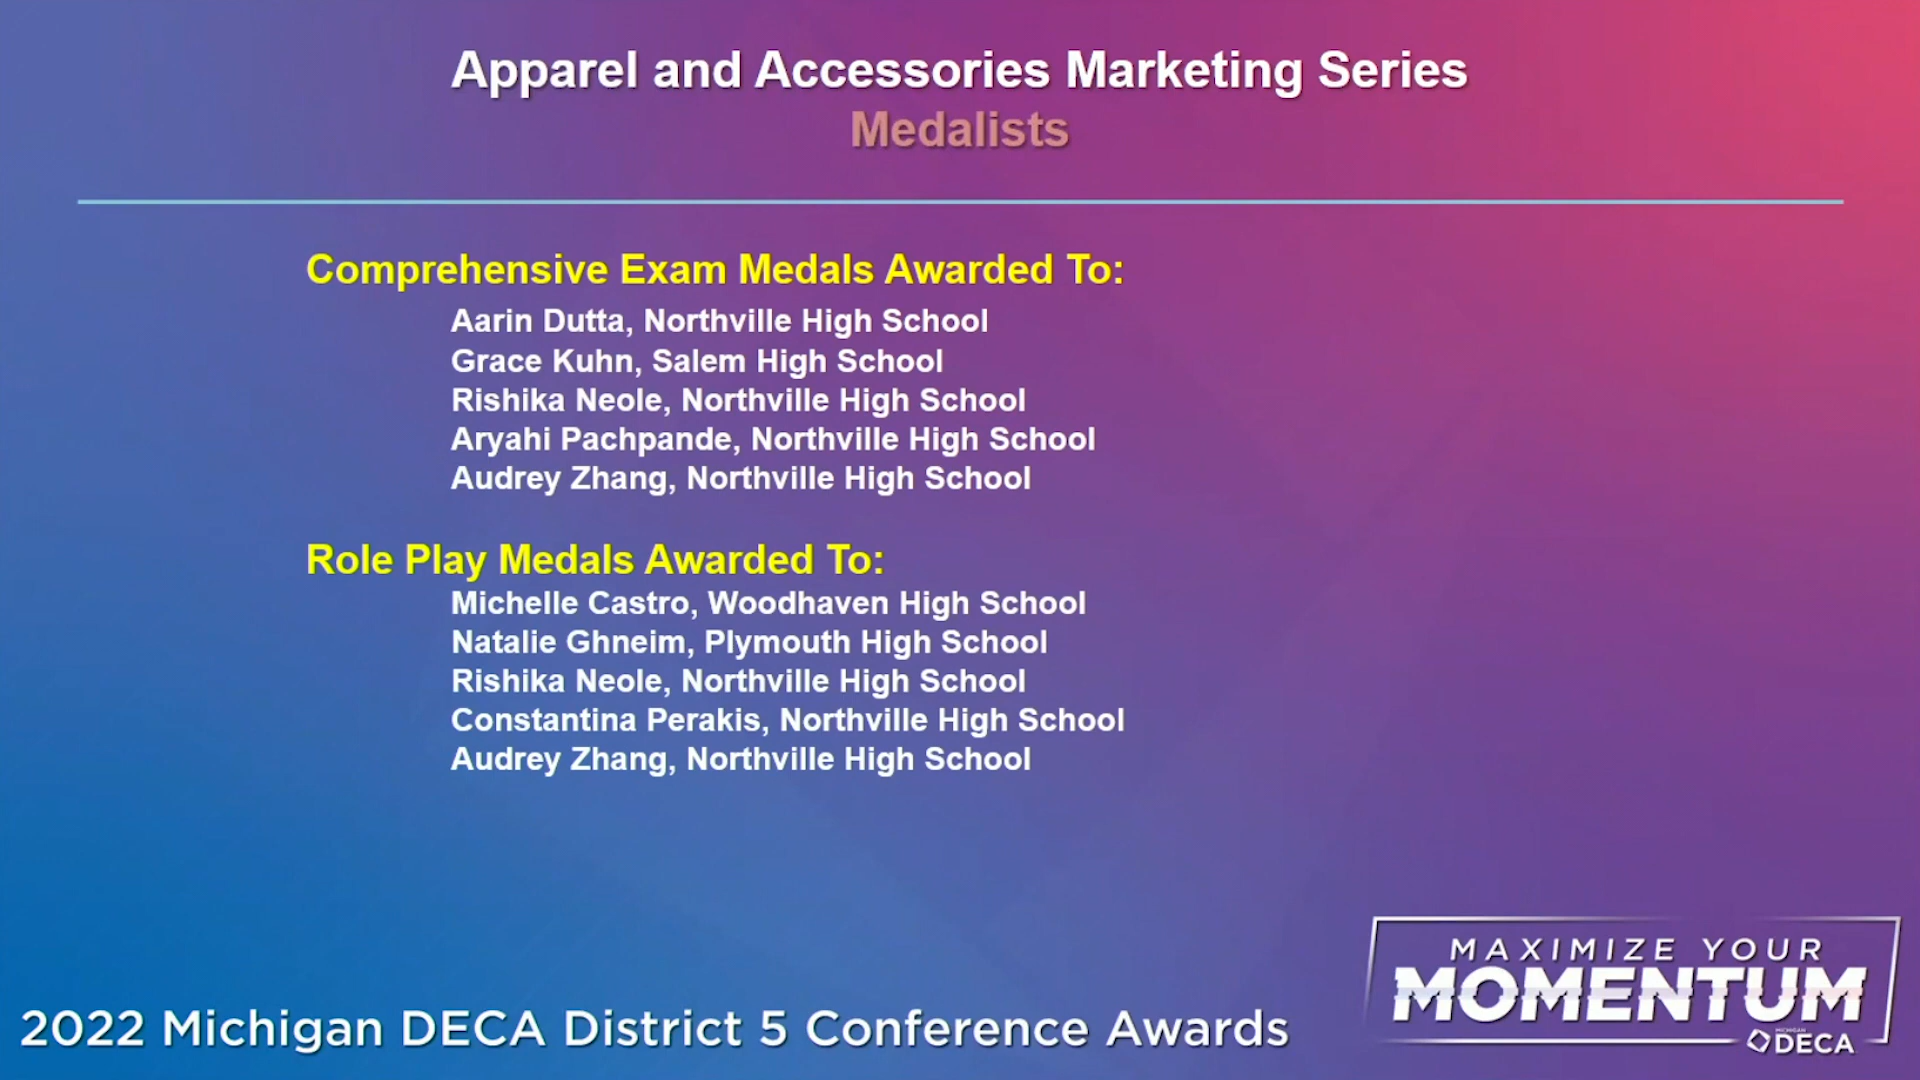 Apparel and Accessories Marketing Series
Medalists
Comprehensive Exam Medals Awarded To:
Aarin Dutta, Northville High School
Grace Kuhn, Salem High School
Rishika Neole, Northville High School
Aryahi Pachpande, Northville High School
Audrey Zhang, Northville High School
Role Play Medals Awarded To:
Michelle Castro, Woodhaven High School
Natalie Ghneim, Plymouth High School
Rishika Neole, Northville High School
Constantina Perakis, Northville High School
Audrey Zhang, Northville High School
MAXIMIZE YOUR
MOMENTUM
MICHIGAN
DECA
2022 Michigan DECA District 5 Conference Awards